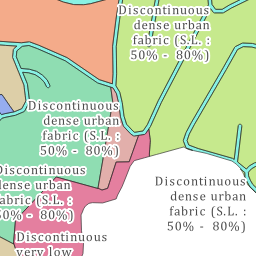 Discontinuous
dense urban
fabric (S.L. :
50% -  80%)
Discontinuous
dense urban
fabric (S.L. :
50% -  80%)
Discontinuous
dense urban
fabric (S.L. :
50% -  80%)
Discontinuous
dense urban
fabric (S.L. :
50% -  80%)
Discontinuous
very low